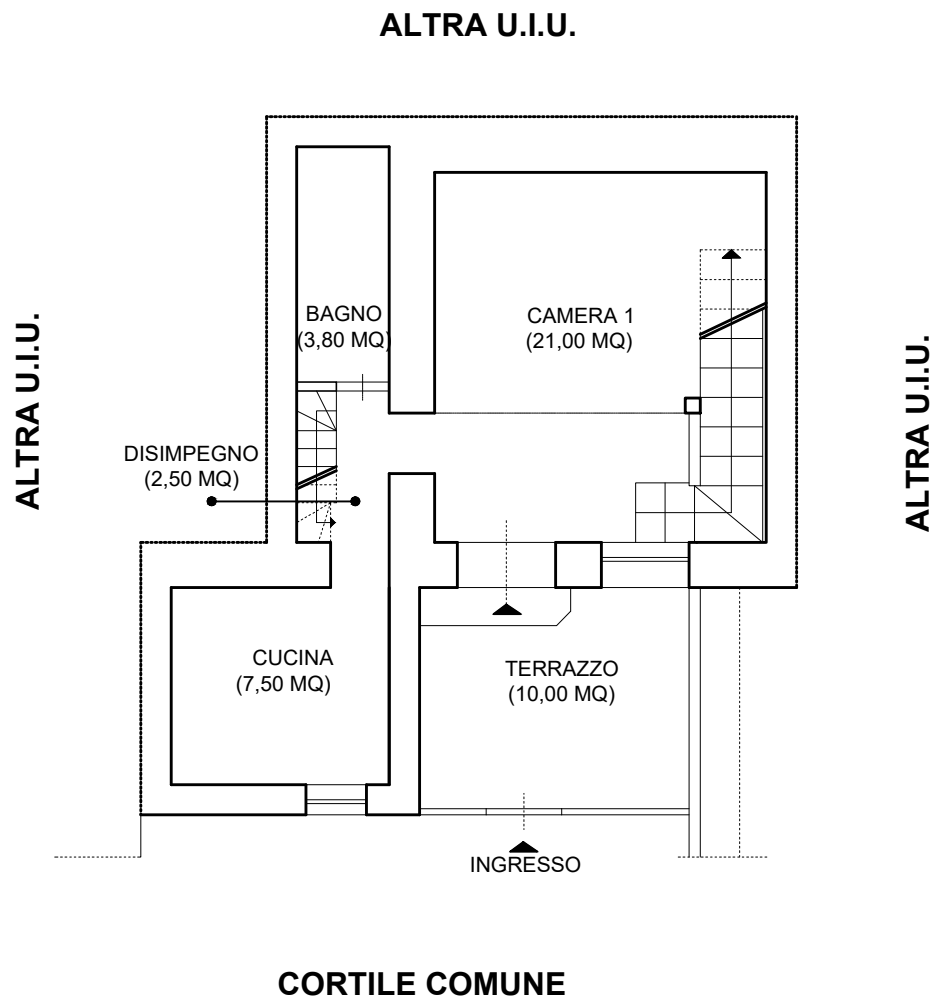 ALTRA U.I.U.
BAGNO
(3,80 MQ)
CAMERA 1
(21,00 MQ)
ALTRA U.I.U.
ALTRA U.I.U.
DISIMPEGNO
(2,50 MQ)
CUCINA
(7,50 MQ)
TERRAZZO
(10,00 MQ)
INGRESSO
CORTILE COMUNE